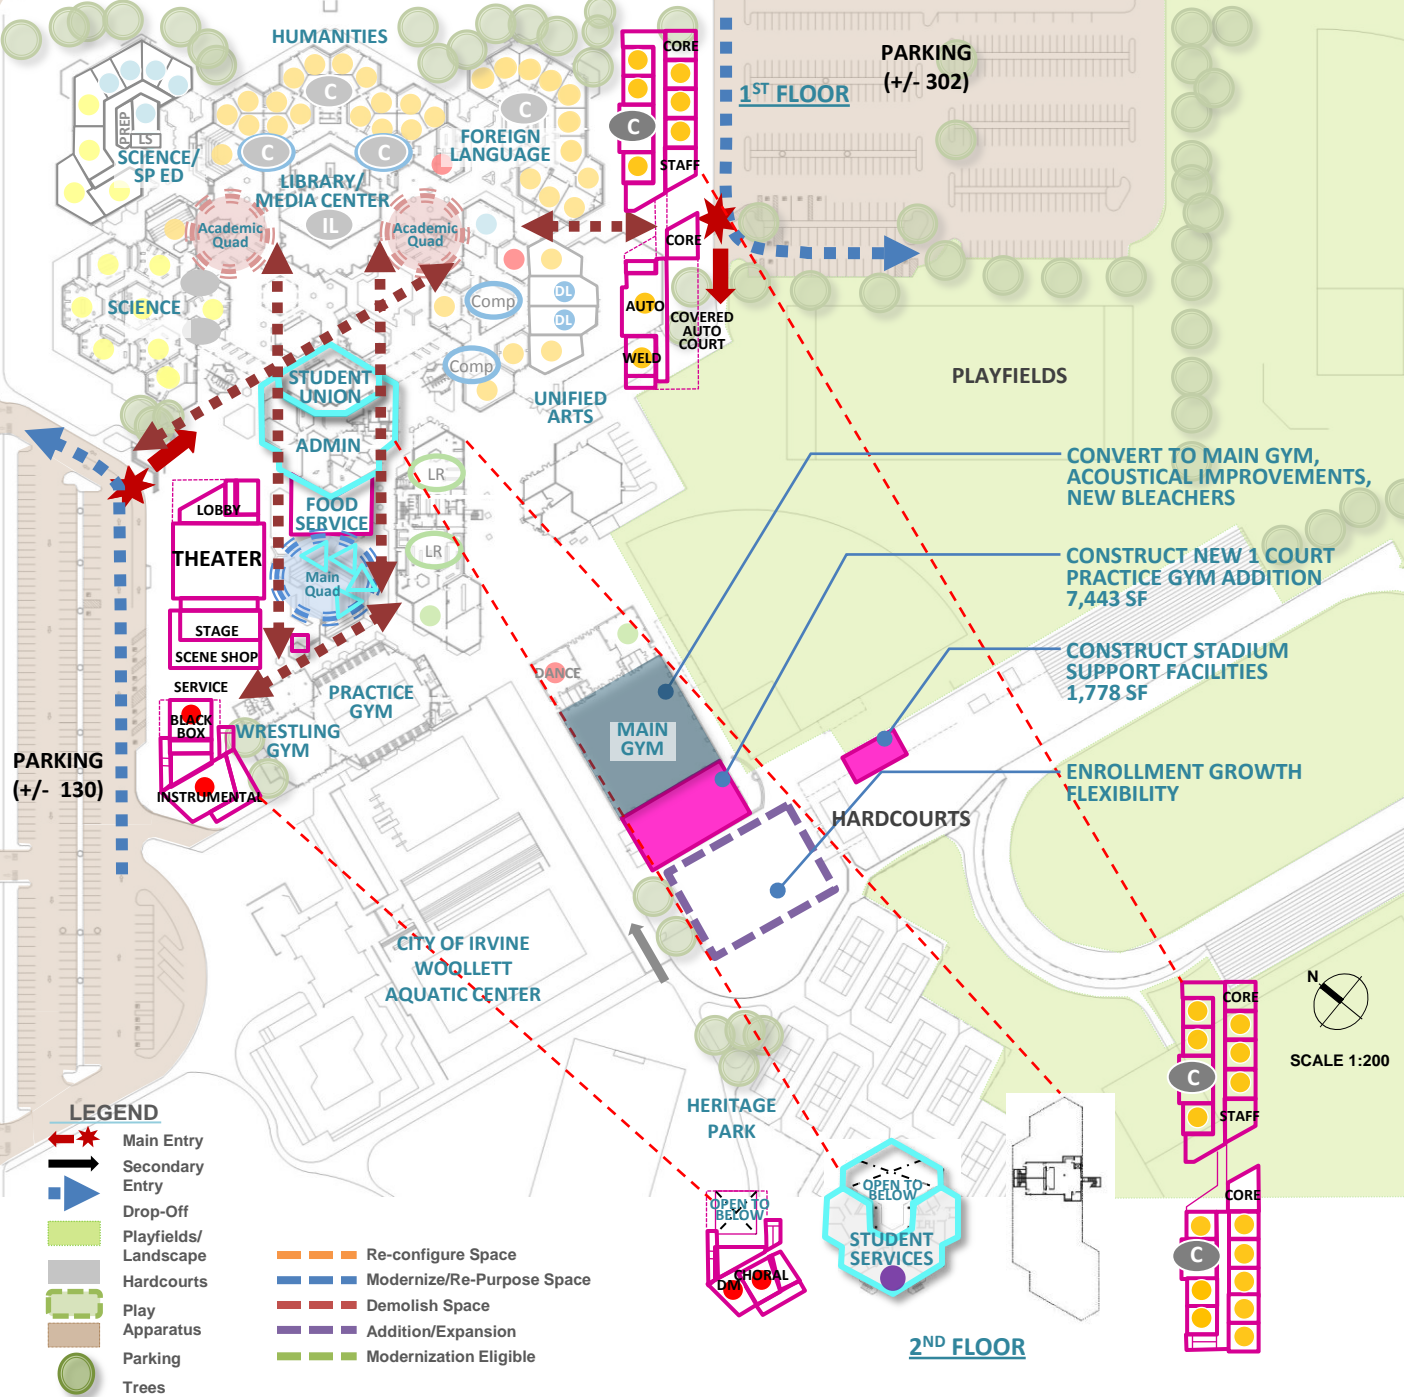 HUMANITIES
CORE
PARKING
(+/- 302)
1ST FLOOR
C
C
C
PREP
LS
SCIENCE/
SP ED
C
C
FOREIGN
LANGUAGE
STAFF
LIBRARY/
MEDIA CENTER
IL
Academic
Quad
Academic
Quad
CORE
SCIENCE
Comp
DL
DL
AUTO
COVERED
AUTO
COURT
WELD
Comp
STUDENT
UNION
UNIFIED
ARTS
PLAYFIELDS
ADMIN
LR
CONVERT TO MAIN GYM,
ACOUSTICAL IMPROVEMENTS,
NEW BLEACHERS
LOBBY
FOOD
SERVICE
THEATER
LR
Main
Quad
CONSTRUCT NEW 1 COURT
PRACTICE GYM ADDITION
7,443 SF
STAGE
SCENE SHOP
CONSTRUCT STADIUM
SUPPORT FACILITIES
1,778 SF
SERVICE
DANCE
PRACTICE
GYM
BLACK
BOX
WRESTLING
GYM
MAIN
GYM
PARKING
(+/- 130)
INSTRUMENTAL
ENROLLMENT GROWTH
FLEXIBILITY
HARDCOURTS
CITY OF IRVINE
WOOLLETT
AQUATIC CENTER
N
SCALE 1:200
CORE
C
STAFF
HERITAGE
PARK
LEGEND
Main Entry
Secondary
Entry
Drop-Off
Playfields/
Landscape
Hardcourts
Play
Apparatus
Parking
Trees
Re-configure Space
Modernize/Re-Purpose Space
Demolish Space
Addition/Expansion
Modernization Eligible
OPEN TO
BELOW
CHORAL
DM
OPEN TO
BELOW
STUDENT
SERVICES
CORE
C
2ND FLOOR